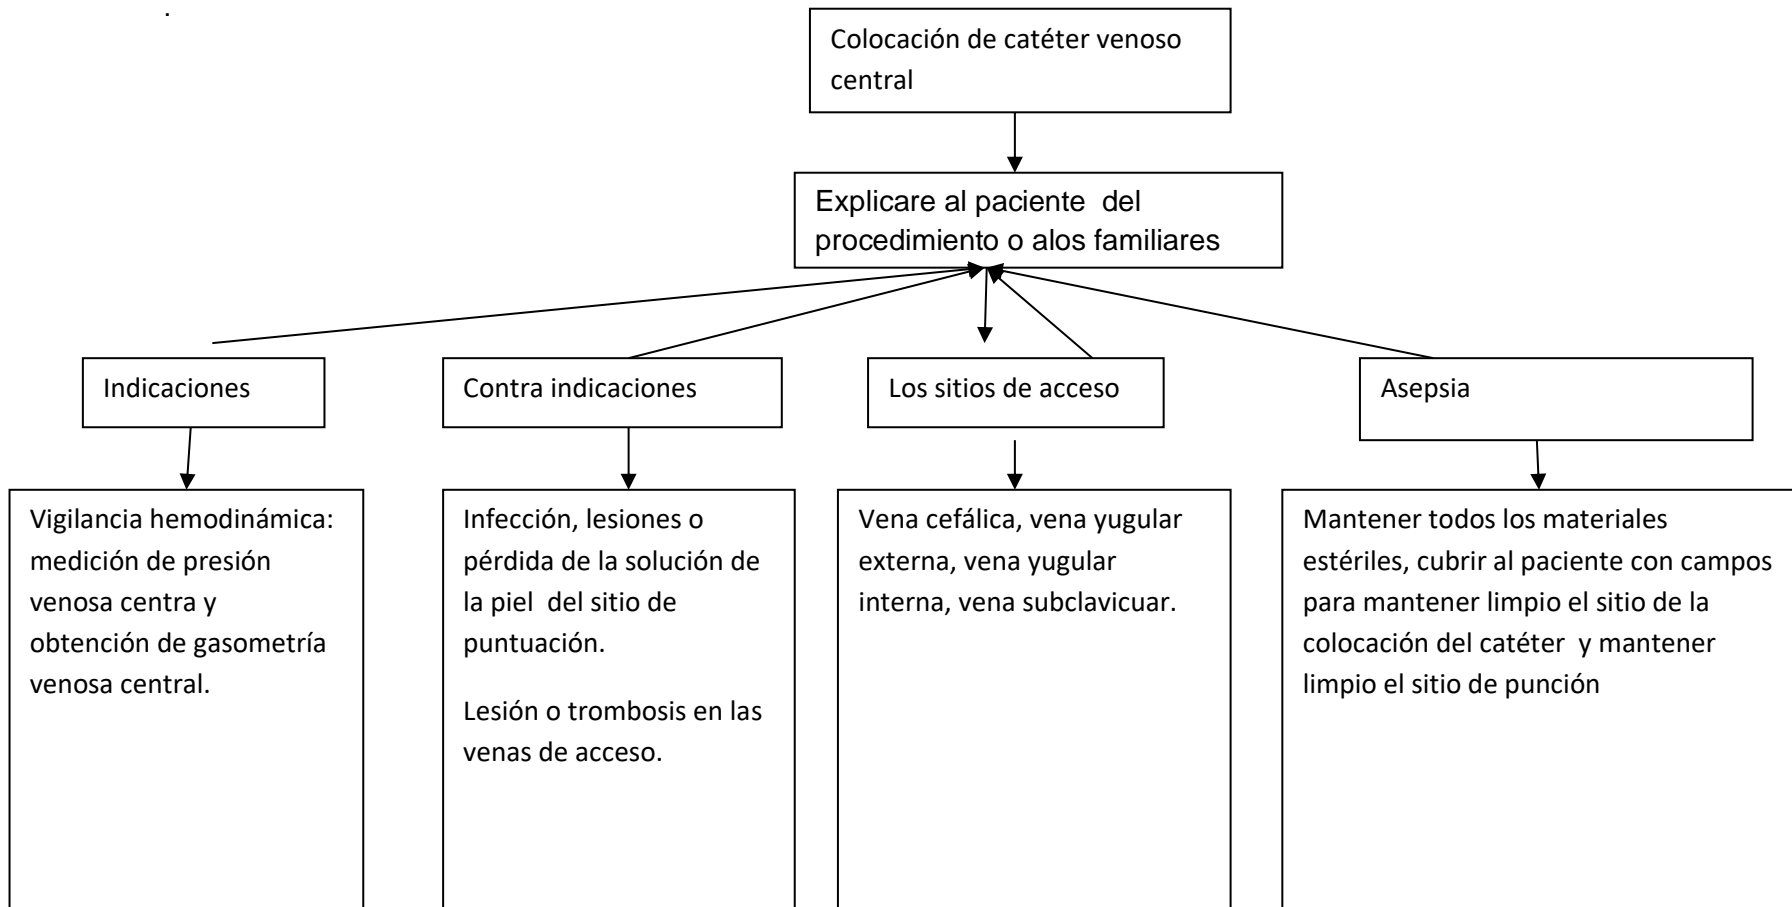 .
Colocación de catéter venoso
central
Explicare al paciente  del
procedimiento o alos familiares
Indicaciones
Contra indicaciones
Los sitios de acceso
Asepsia
Vigilancia hemodinámica:
medición de presión
venosa centra y
obtención de gasometría
venosa central.
Infección, lesiones o
pérdida de la solución de
la piel  del sitio de
puntuación.
Lesión o trombosis en las
venas de acceso.
Vena cefálica, vena yugular
externa, vena yugular
interna, vena subclavicuar.
Mantener todos los materiales
estériles, cubrir al paciente con campos
para mantener limpio el sitio de la
colocación del catéter  y mantener
limpio el sitio de punción